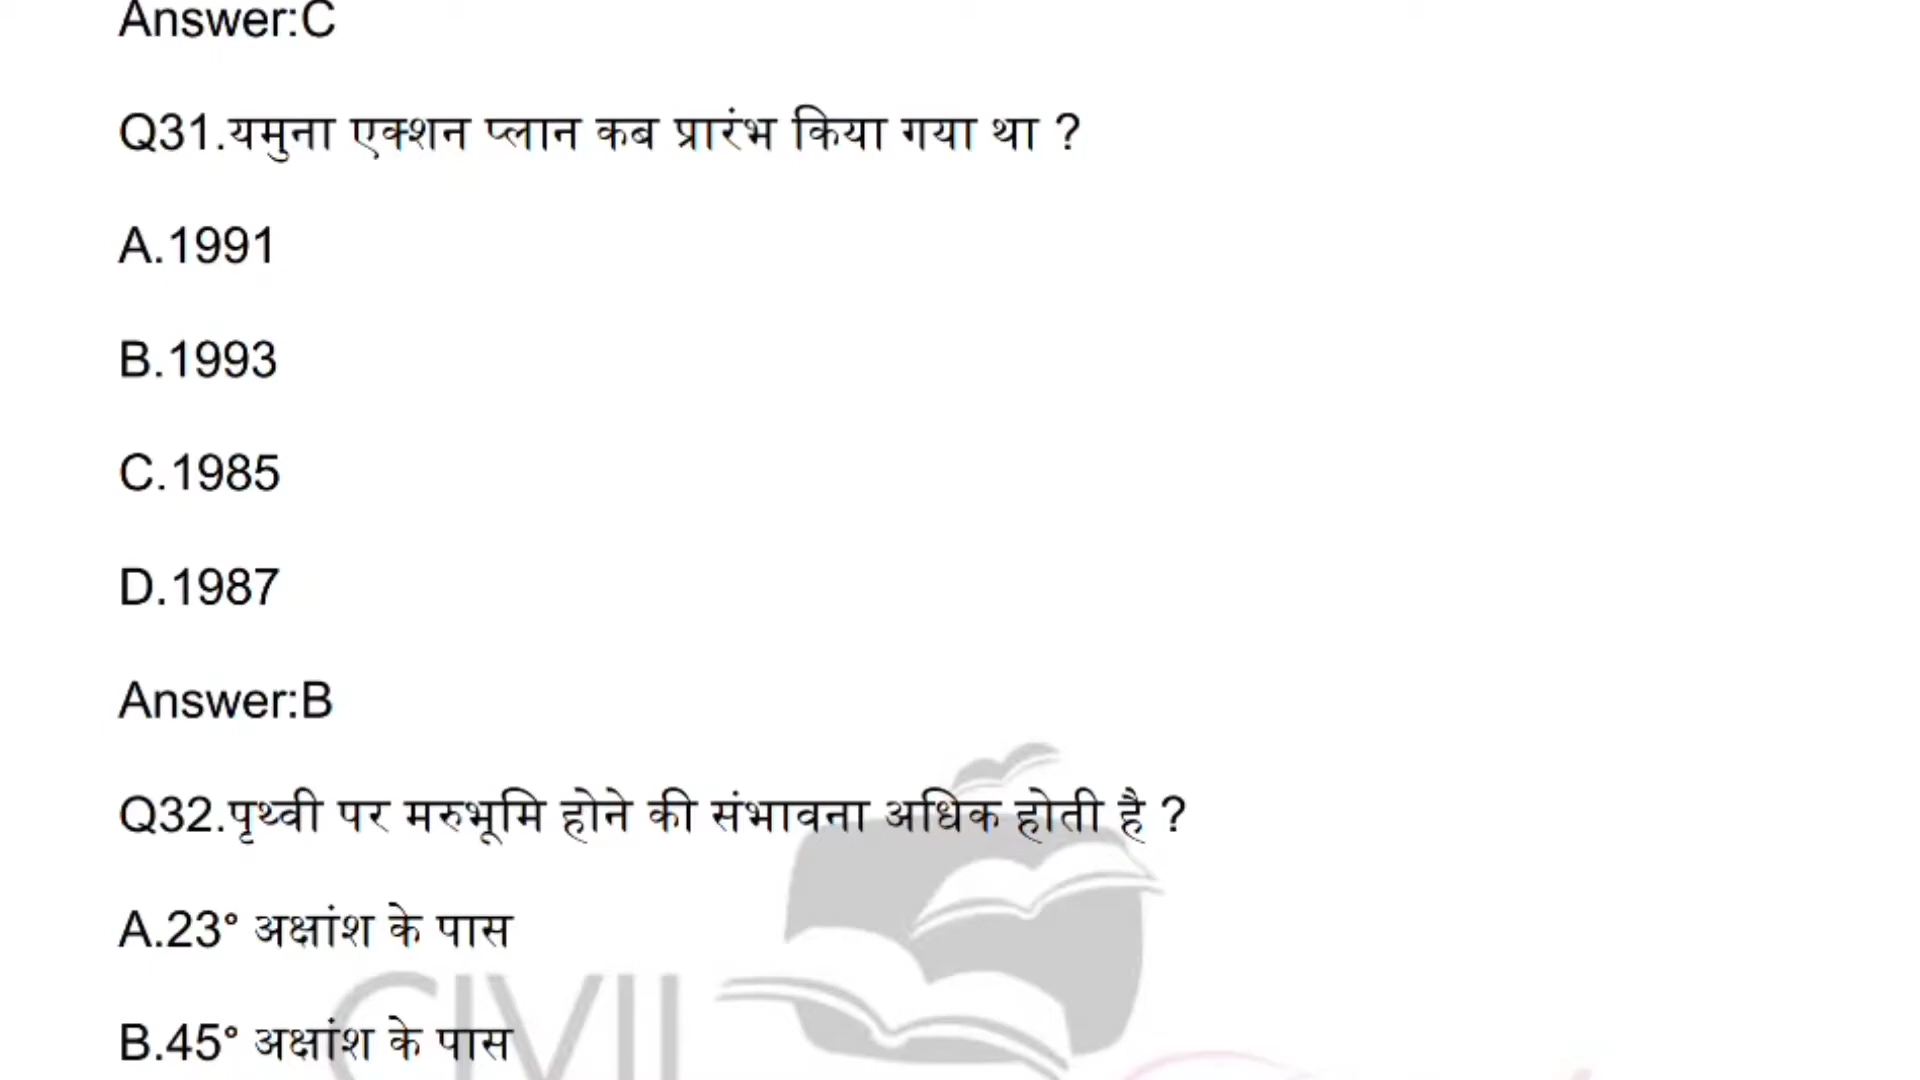 Answer:C
Q31.यमुना एक्शन प्लान कब प्रारंभ किया गया था ?
A.1991
B.1993
C.1985
D.1987
Answer:B
Q32.पृथ्वी पर मरुभूमि होने की संभावना अधिक होती है ?
A.23° अक्षांश के पास
CIVIL
B.45° अक्षांश के पास